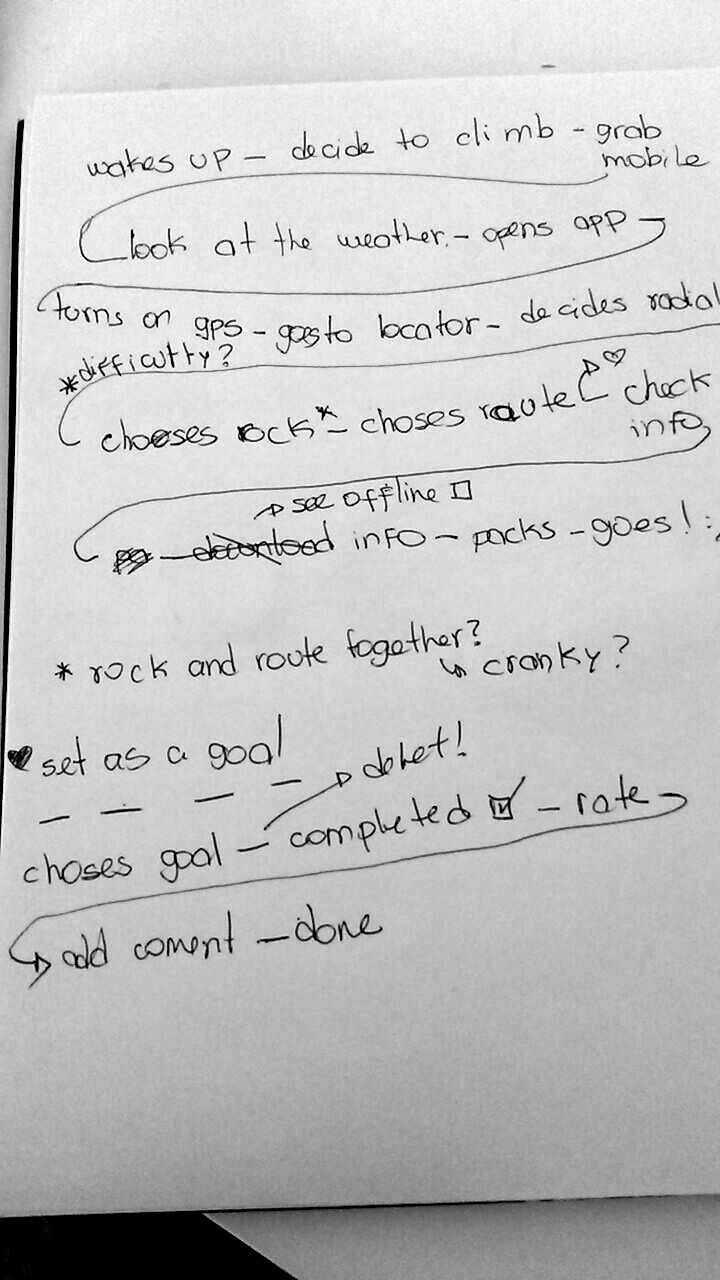 wakes up - decide to climb - grab
mobile
look at the weather. - opens app
turns on gps - goes to locator - decides radial
*difficulty?
chooses rock* - choses route ♡ check
info
→ see offline □
info - packs - goes! :
* rock and route together?
↳ cranky?
♥ set as a goal
→ delet!
choses goal - completed ☑ - rate
→ add coment - done